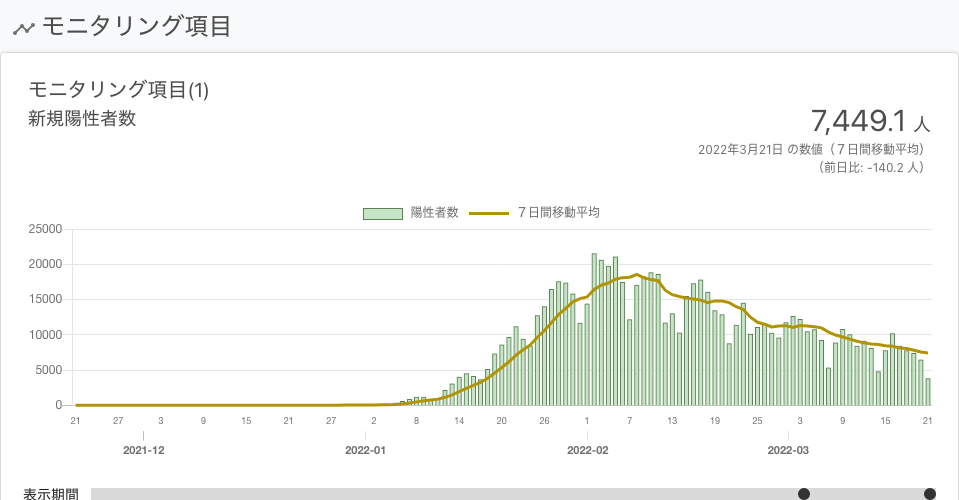 モニタリング項目
モニタリング項目(1)
新規陽性者数
7,449.1 人
2022年3月21日 の数値（７日間移動平均）
（前日比: -140.2 人）
陽性者数 ７日間移動平均
25000
20000
15000
10000
5000
0
21 27 3 9 15 21 27 2 8 14 20 26 1 7 13 19 25 3 9 15 21
2021-12 2022-01 2022-02 2022-03
表示期間